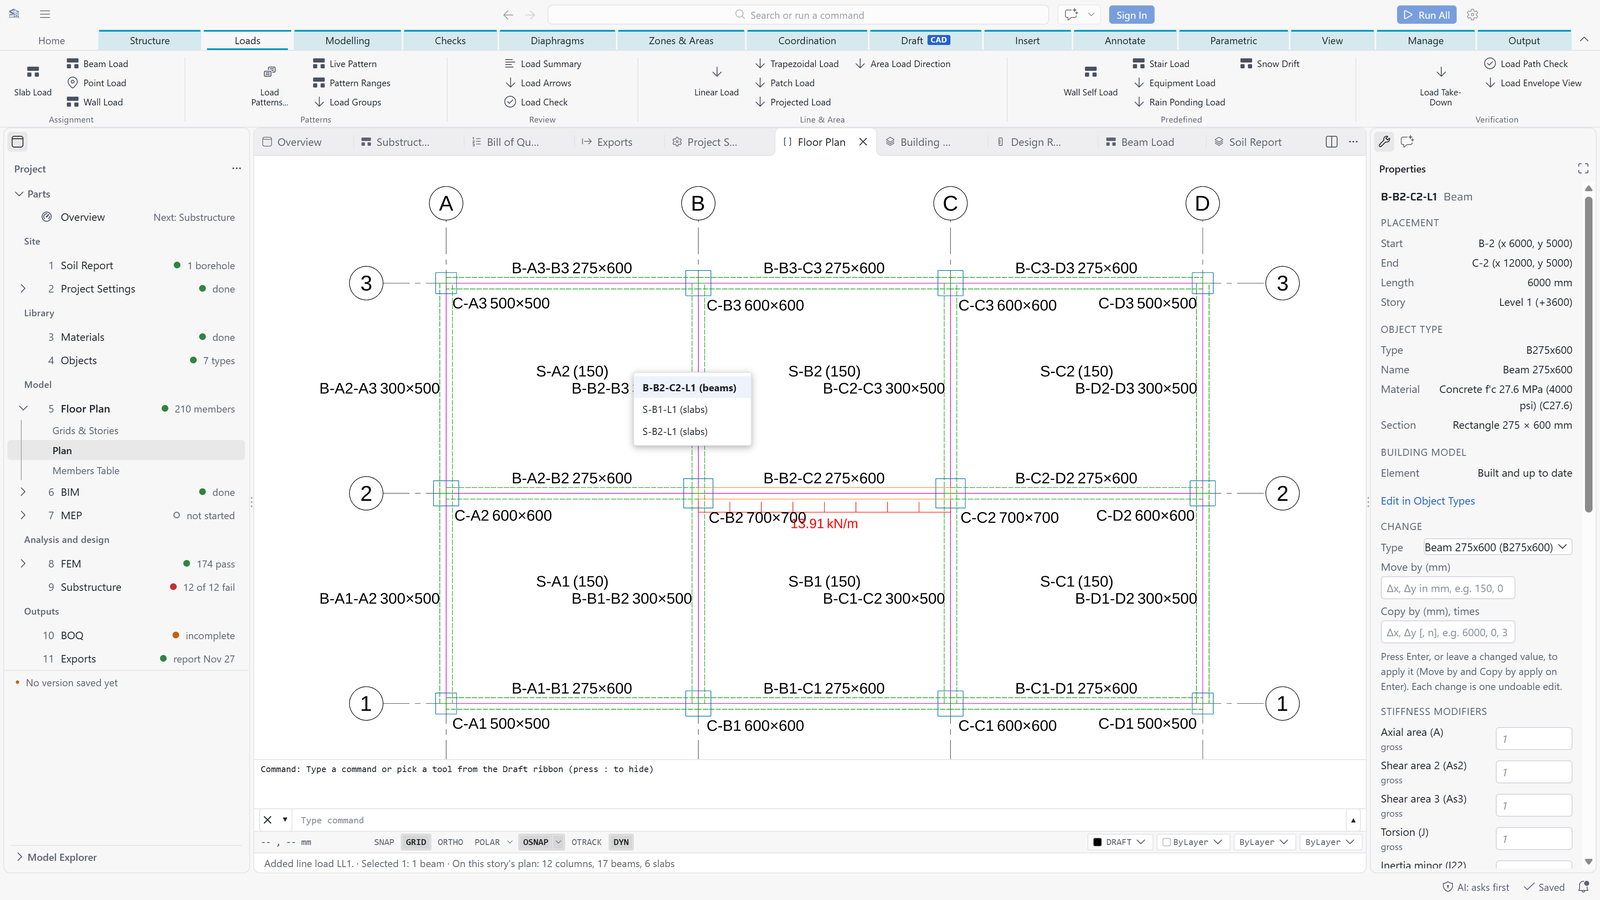 Search or run a command
Sign In
Run All
Home
Structure
Loads
Modelling
Checks
Diaphragms
Zones & Areas
Coordination
Draft CAD
Insert
Annotate
Parametric
View
Manage
Output
Slab Load
Beam Load
Point Load
Wall Load
Assignment
Load Patterns...
Live Pattern
Pattern Ranges
Load Groups
Patterns
Load Summary
Load Arrows
Load Check
Review
Linear Load
Trapezoidal Load
Patch Load
Projected Load
Area Load Direction
Line & Area
Wall Self Load
Stair Load
Equipment Load
Rain Ponding Load
Snow Drift
Predefined
Load Take-Down
Load Path Check
Load Envelope View
Verification
Project
Parts
Overview Next: Substructure
Site
1 Soil Report 1 borehole
2 Project Settings done
Library
3 Materials done
4 Objects 7 types
Model
5 Floor Plan 210 members
Grids & Stories
Plan
Members Table
6 BIM done
7 MEP not started
Analysis and design
8 FEM 174 pass
9 Substructure 12 of 12 fail
Outputs
10 BOQ incomplete
11 Exports report Nov 27
No version saved yet
Model Explorer
Overview
Substruct...
Bill of Qu...
Exports
Project S...
Floor Plan
Building ...
Design R...
Beam Load
Soil Report
A B C D
B-A3-B3 275×600 B-B3-C3 275×600 B-C3-D3 275×600
3 3
C-A3 500×500 C-B3 600×600 C-C3 600×600 C-D3 500×500
S-A2 (150) S-B2 (150) S-C2 (150)
B-A2-A3 300×500 B-B2-B3 B-C2-C3 300×500 B-D2-D3 300×500
B-B2-C2-L1 (beams)
S-B1-L1 (slabs)
S-B2-L1 (slabs)
B-A2-B2 275×600 B-B2-C2 275×600 B-C2-D2 275×600
2 2
C-A2 600×600 C-B2 700×700 C-C2 700×700 C-D2 600×600
13.91 kN/m
S-A1 (150) S-B1 (150) S-C1 (150)
B-A1-A2 300×500 B-B1-B2 300×500 B-C1-C2 300×500 B-D1-D2 300×500
B-A1-B1 275×600 B-B1-C1 275×600 B-C1-D1 275×600
1 1
C-A1 500×500 C-B1 600×600 C-C1 600×600 C-D1 500×500
Command: Type a command or pick a tool from the Draft ribbon (press : to hide)
Type command
-- , -- mm SNAP GRID ORTHO POLAR OSNAP OTRACK DYN DRAFT ByLayer ByLayer ByLayer
Added line load LL1. · Selected 1: 1 beam · On this story's plan: 12 columns, 17 beams, 6 slabs
Properties
B-B2-C2-L1 Beam
PLACEMENT
Start B-2 (x 6000, y 5000)
End C-2 (x 12000, y 5000)
Length 6000 mm
Story Level 1 (+3600)
OBJECT TYPE
Type B275x600
Name Beam 275x600
Material Concrete f'c 27.6 MPa (4000
psi) (C27.6)
Section Rectangle 275 × 600 mm
BUILDING MODEL
Element Built and up to date
Edit in Object Types
CHANGE
Type Beam 275x600 (B275x600)
Move by (mm)
Δx, Δy in mm, e.g. 150, 0
Copy by (mm), times
Δx, Δy [, n], e.g. 6000, 0, 3
Press Enter, or leave a changed value, to
apply it (Move by and Copy by apply on
Enter). Each change is one undoable edit.
STIFFNESS MODIFIERS
Axial area (A) 1
gross
Shear area 2 (As2) 1
gross
Shear area 3 (As3) 1
gross
Torsion (J) 1
gross
Inertia minor (I22)
AI: asks first
Saved